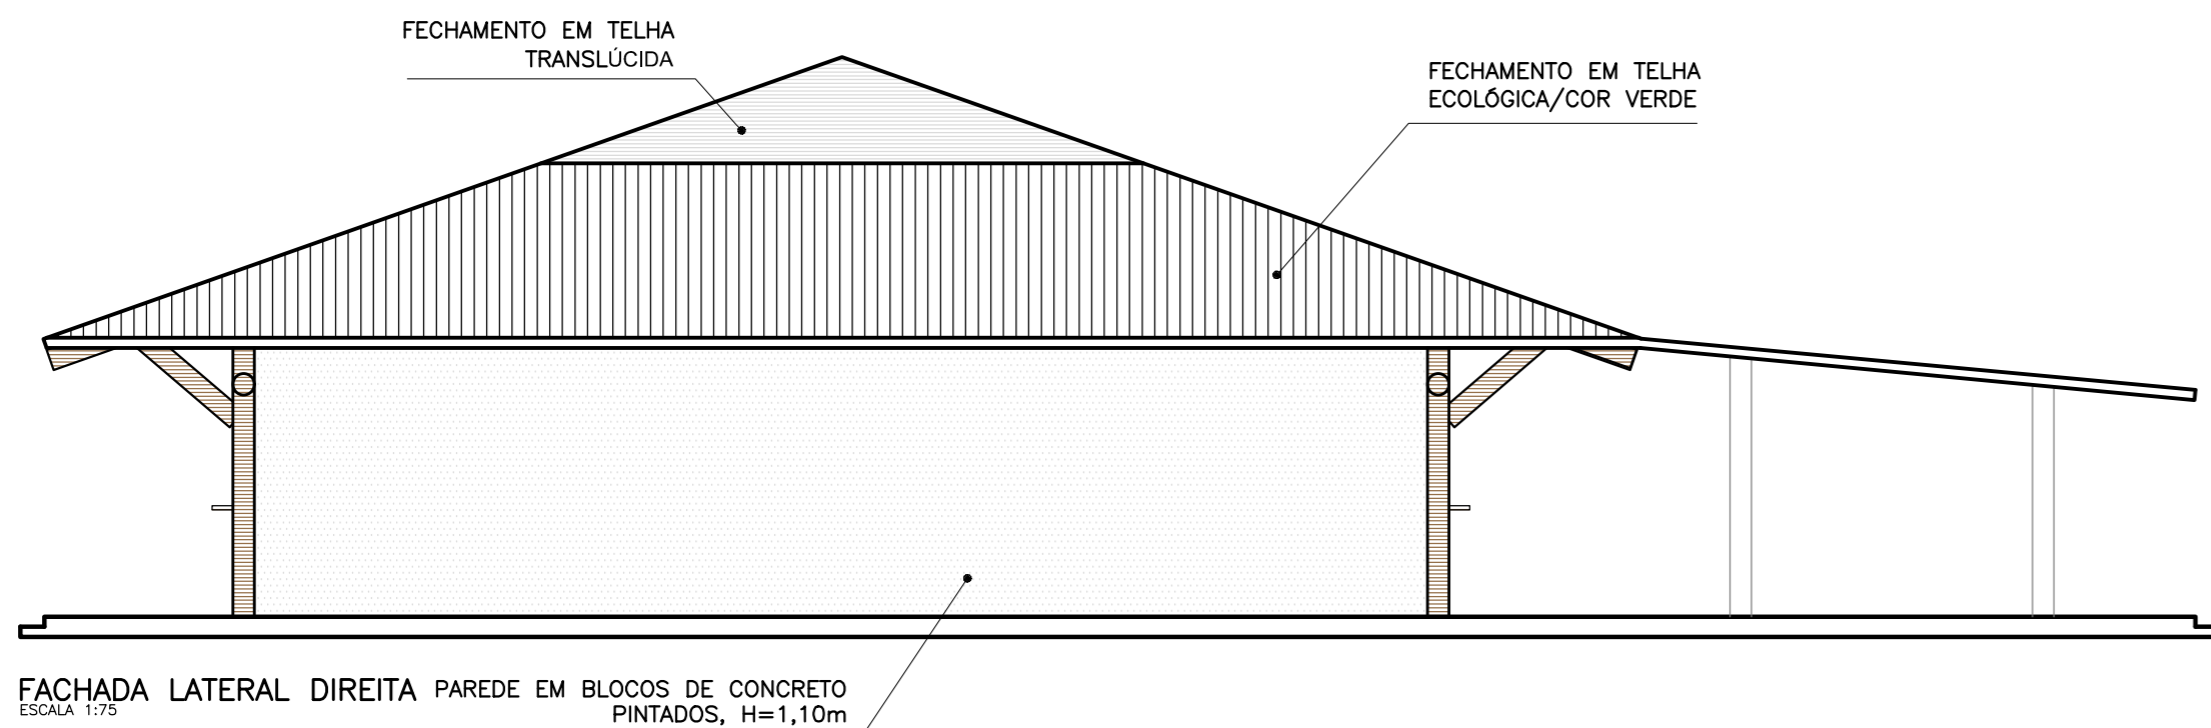 FECHAMENTO EM TELHA
TRANSLÚCIDA
FECHAMENTO EM TELHA
ECOLÓGICA/COR VERDE
FACHADA LATERAL DIREITA
ESCALA 1:75
PAREDE EM BLOCOS DE CONCRETO
PINTADOS, H=1,10m